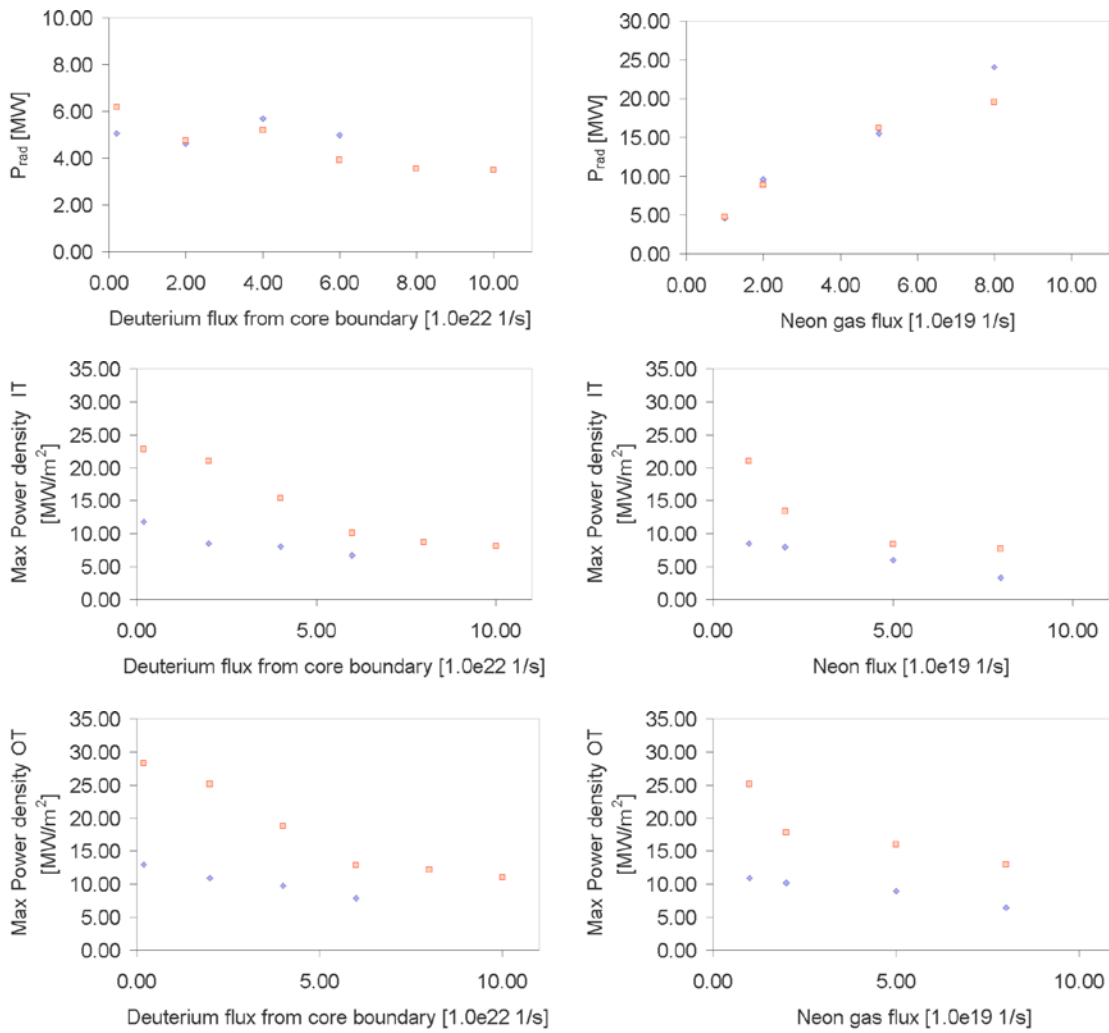 10.00
8.00
6.00
4.00
2.00
0.00
P_rad [MW]
0.00 2.00 4.00 6.00 8.00 10.00
Deuterium flux from core boundary [1.0e22 1/s]
30.00
25.00
20.00
15.00
10.00
5.00
0.00
P_rad [MW]
0.00 2.00 4.00 6.00 8.00 10.00
Neon gas flux [1.0e19 1/s]
35.00
30.00
25.00
20.00
15.00
10.00
5.00
0.00
Max Power density IT
[MW/m²]
0.00 5.00 10.00
Deuterium flux from core boundary [1.0e22 1/s]
35.00
30.00
25.00
20.00
15.00
10.00
5.00
0.00
Max Power density IT
[MW/m²]
0.00 5.00 10.00
Neon flux [1.0e19 1/s]
35.00
30.00
25.00
20.00
15.00
10.00
5.00
0.00
Max Power density OT
[MW/m²]
0.00 5.00 10.00
Deuterium flux from core boundary [1.0e22 1/s]
35.00
30.00
25.00
20.00
15.00
10.00
5.00
0.00
Max Power density OT
[MW/m²]
0.00 5.00 10.00
Neon gas flux [1.0e19 1/s]